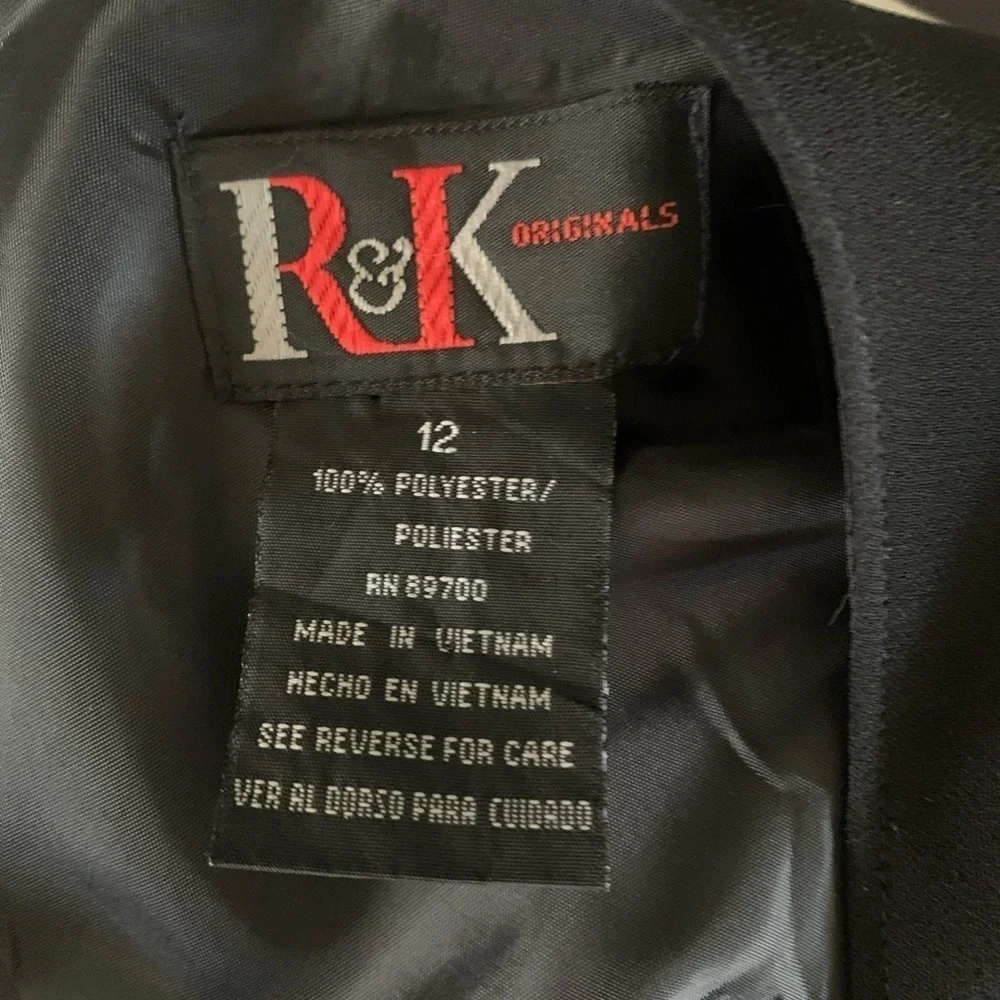 R&K ORIGINALS
12
100% POLYESTER/
POLIESTER
RN 89700
MADE IN VIETNAM
HECHO EN VIETNAM
SEE REVERSE FOR CARE
VER AL DORSO PARA CUIDADO